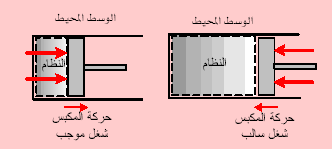 الوسط المحيط
النظام
حركة المكبس
شغل سالب
الوسط المحيط
النظام
حركة المكبس
شغل موجب